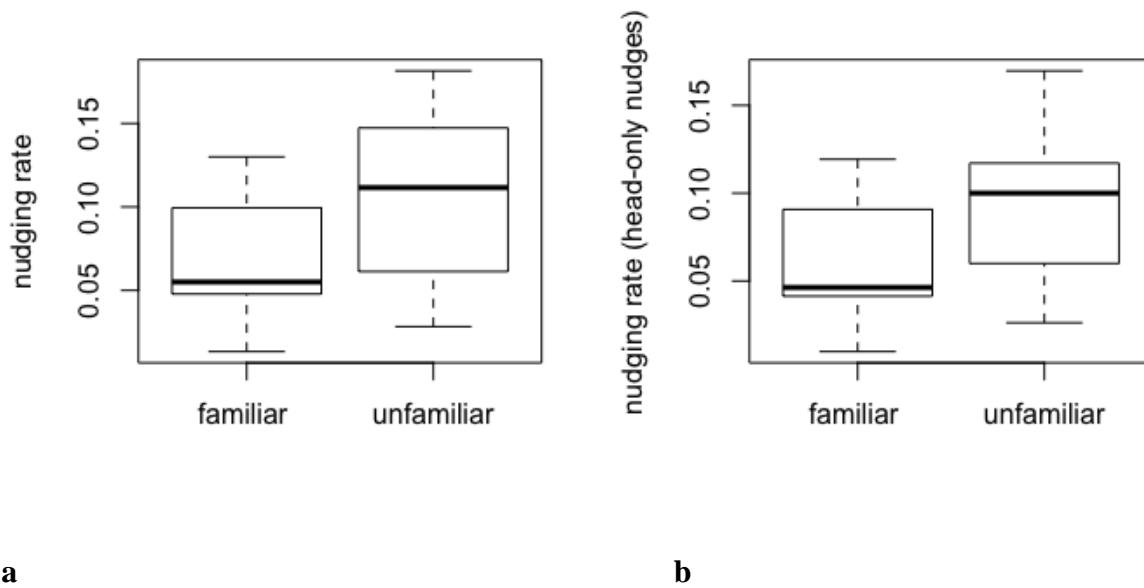 nudging rate
0.15
0.10
0.05
familiar
unfamiliar
a
nudging rate (head-only nudges)
0.15
0.10
0.05
familiar
unfamiliar
b